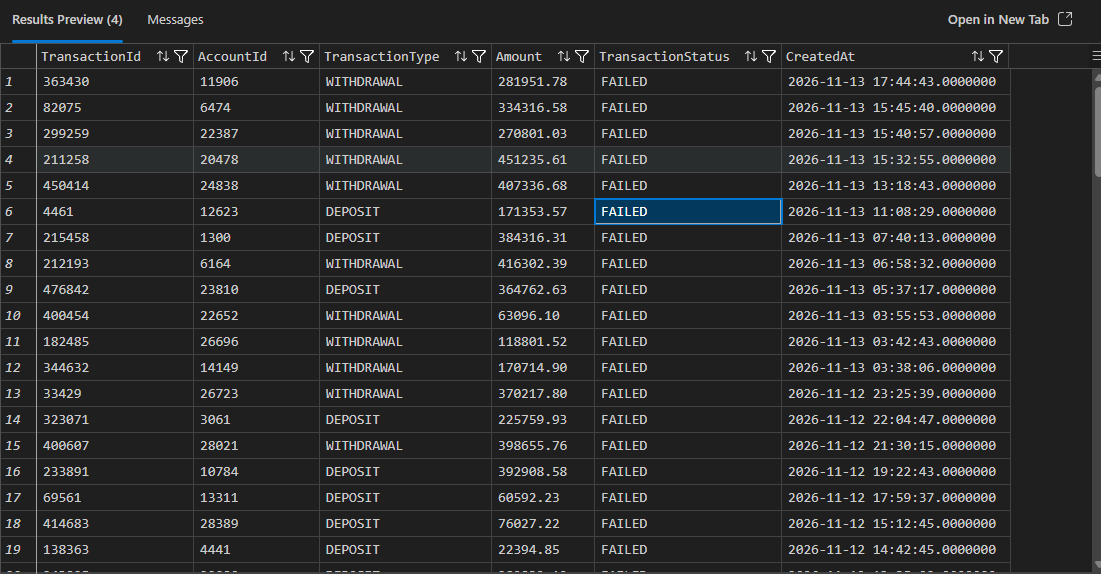 Results Preview (4) Messages Open in New Tab
TransactionId AccountId TransactionType Amount TransactionStatus CreatedAt
1 363430 11906 WITHDRAWAL 281951.78 FAILED 2026-11-13 17:44:43.0000000
2 82075 6474 WITHDRAWAL 334316.58 FAILED 2026-11-13 15:45:40.0000000
3 299259 22387 WITHDRAWAL 270801.03 FAILED 2026-11-13 15:40:57.0000000
4 211258 20478 WITHDRAWAL 451235.61 FAILED 2026-11-13 15:32:55.0000000
5 450414 24838 WITHDRAWAL 407336.68 FAILED 2026-11-13 13:18:43.0000000
6 4461 12623 DEPOSIT 171353.57 FAILED 2026-11-13 11:08:29.0000000
7 215458 1300 DEPOSIT 384316.31 FAILED 2026-11-13 07:40:13.0000000
8 212193 6164 WITHDRAWAL 416302.39 FAILED 2026-11-13 06:58:32.0000000
9 476842 23810 DEPOSIT 364762.63 FAILED 2026-11-13 05:37:17.0000000
10 400454 22652 WITHDRAWAL 63096.10 FAILED 2026-11-13 03:55:53.0000000
11 182485 26696 WITHDRAWAL 118801.52 FAILED 2026-11-13 03:42:43.0000000
12 344632 14149 WITHDRAWAL 170714.90 FAILED 2026-11-13 03:38:06.0000000
13 33429 26723 WITHDRAWAL 370217.80 FAILED 2026-11-12 23:25:39.0000000
14 323071 3061 DEPOSIT 225759.93 FAILED 2026-11-12 22:04:47.0000000
15 400607 28021 WITHDRAWAL 398655.76 FAILED 2026-11-12 21:30:15.0000000
16 233891 10784 DEPOSIT 392908.58 FAILED 2026-11-12 19:22:43.0000000
17 69561 13311 DEPOSIT 60592.23 FAILED 2026-11-12 17:59:37.0000000
18 414683 28389 DEPOSIT 76027.22 FAILED 2026-11-12 15:12:45.0000000
19 138363 4441 DEPOSIT 22394.85 FAILED 2026-11-12 14:42:45.0000000